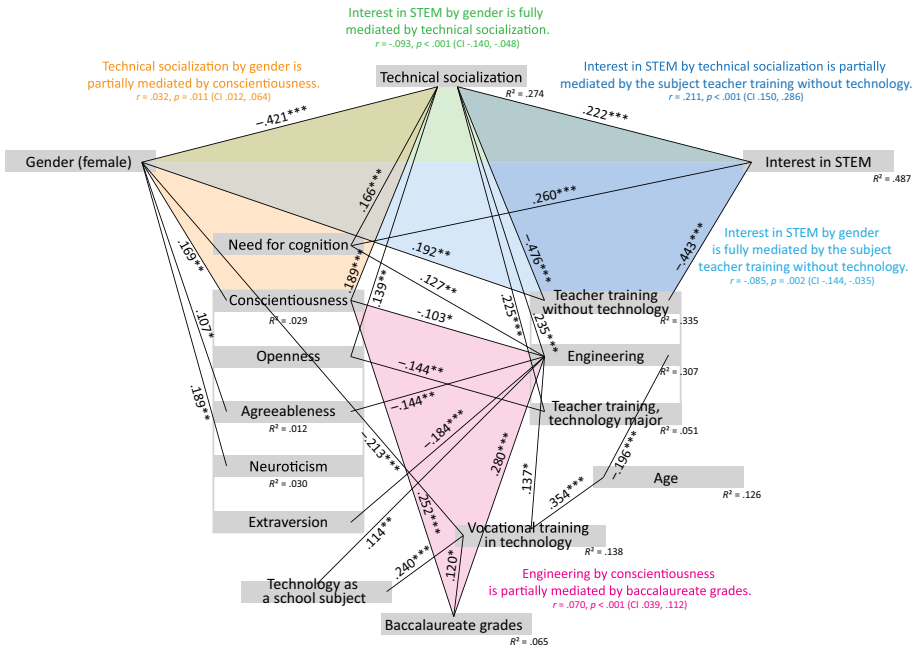 Interest in STEM by gender is fully
mediated by technical socialization.
r = -.093, p < .001 (CI -.140, -.048)
Technical socialization by gender is
partially mediated by conscientiousness.
r = .032, p = .011 (CI .012, .064)
Interest in STEM by technical socialization is partially
mediated by the subject teacher training without technology.
r = .211, p < .001 (CI .150, .286)
Technical socialization
R² = .274
−.421***
.222***
Gender (female)
Interest in STEM
R² = .487
.166***
.260***
Need for cognition
.192**
−.476***
−.443***
Interest in STEM by gender
is fully mediated by the subject
teacher training without technology.
r = -.085, p = .002 (CI -.144, -.035)
.169**
.189***
.139**
.127**
Conscientiousness
R² = .029
-.103*
.225***
.235***
Teacher training
without technology
R² = .335
.107*
Openness
−.144**
Engineering
R² = .307
.189**
Agreeableness
R² = .012
−.144**
Teacher training,
technology major
R² = .051
−.184***
−.213***
.280***
−.196***
Neuroticism
R² = .030
.137*
.354***
Age
R² = .126
Extraversion
.252***
.114**
Vocational training
in technology
R² = .138
.240***
.120*
Technology as
a school subject
Engineering by conscientiousness
is partially mediated by baccalaureate grades.
r = .070, p < .001 (CI .039, .112)
Baccalaureate grades
R² = .065